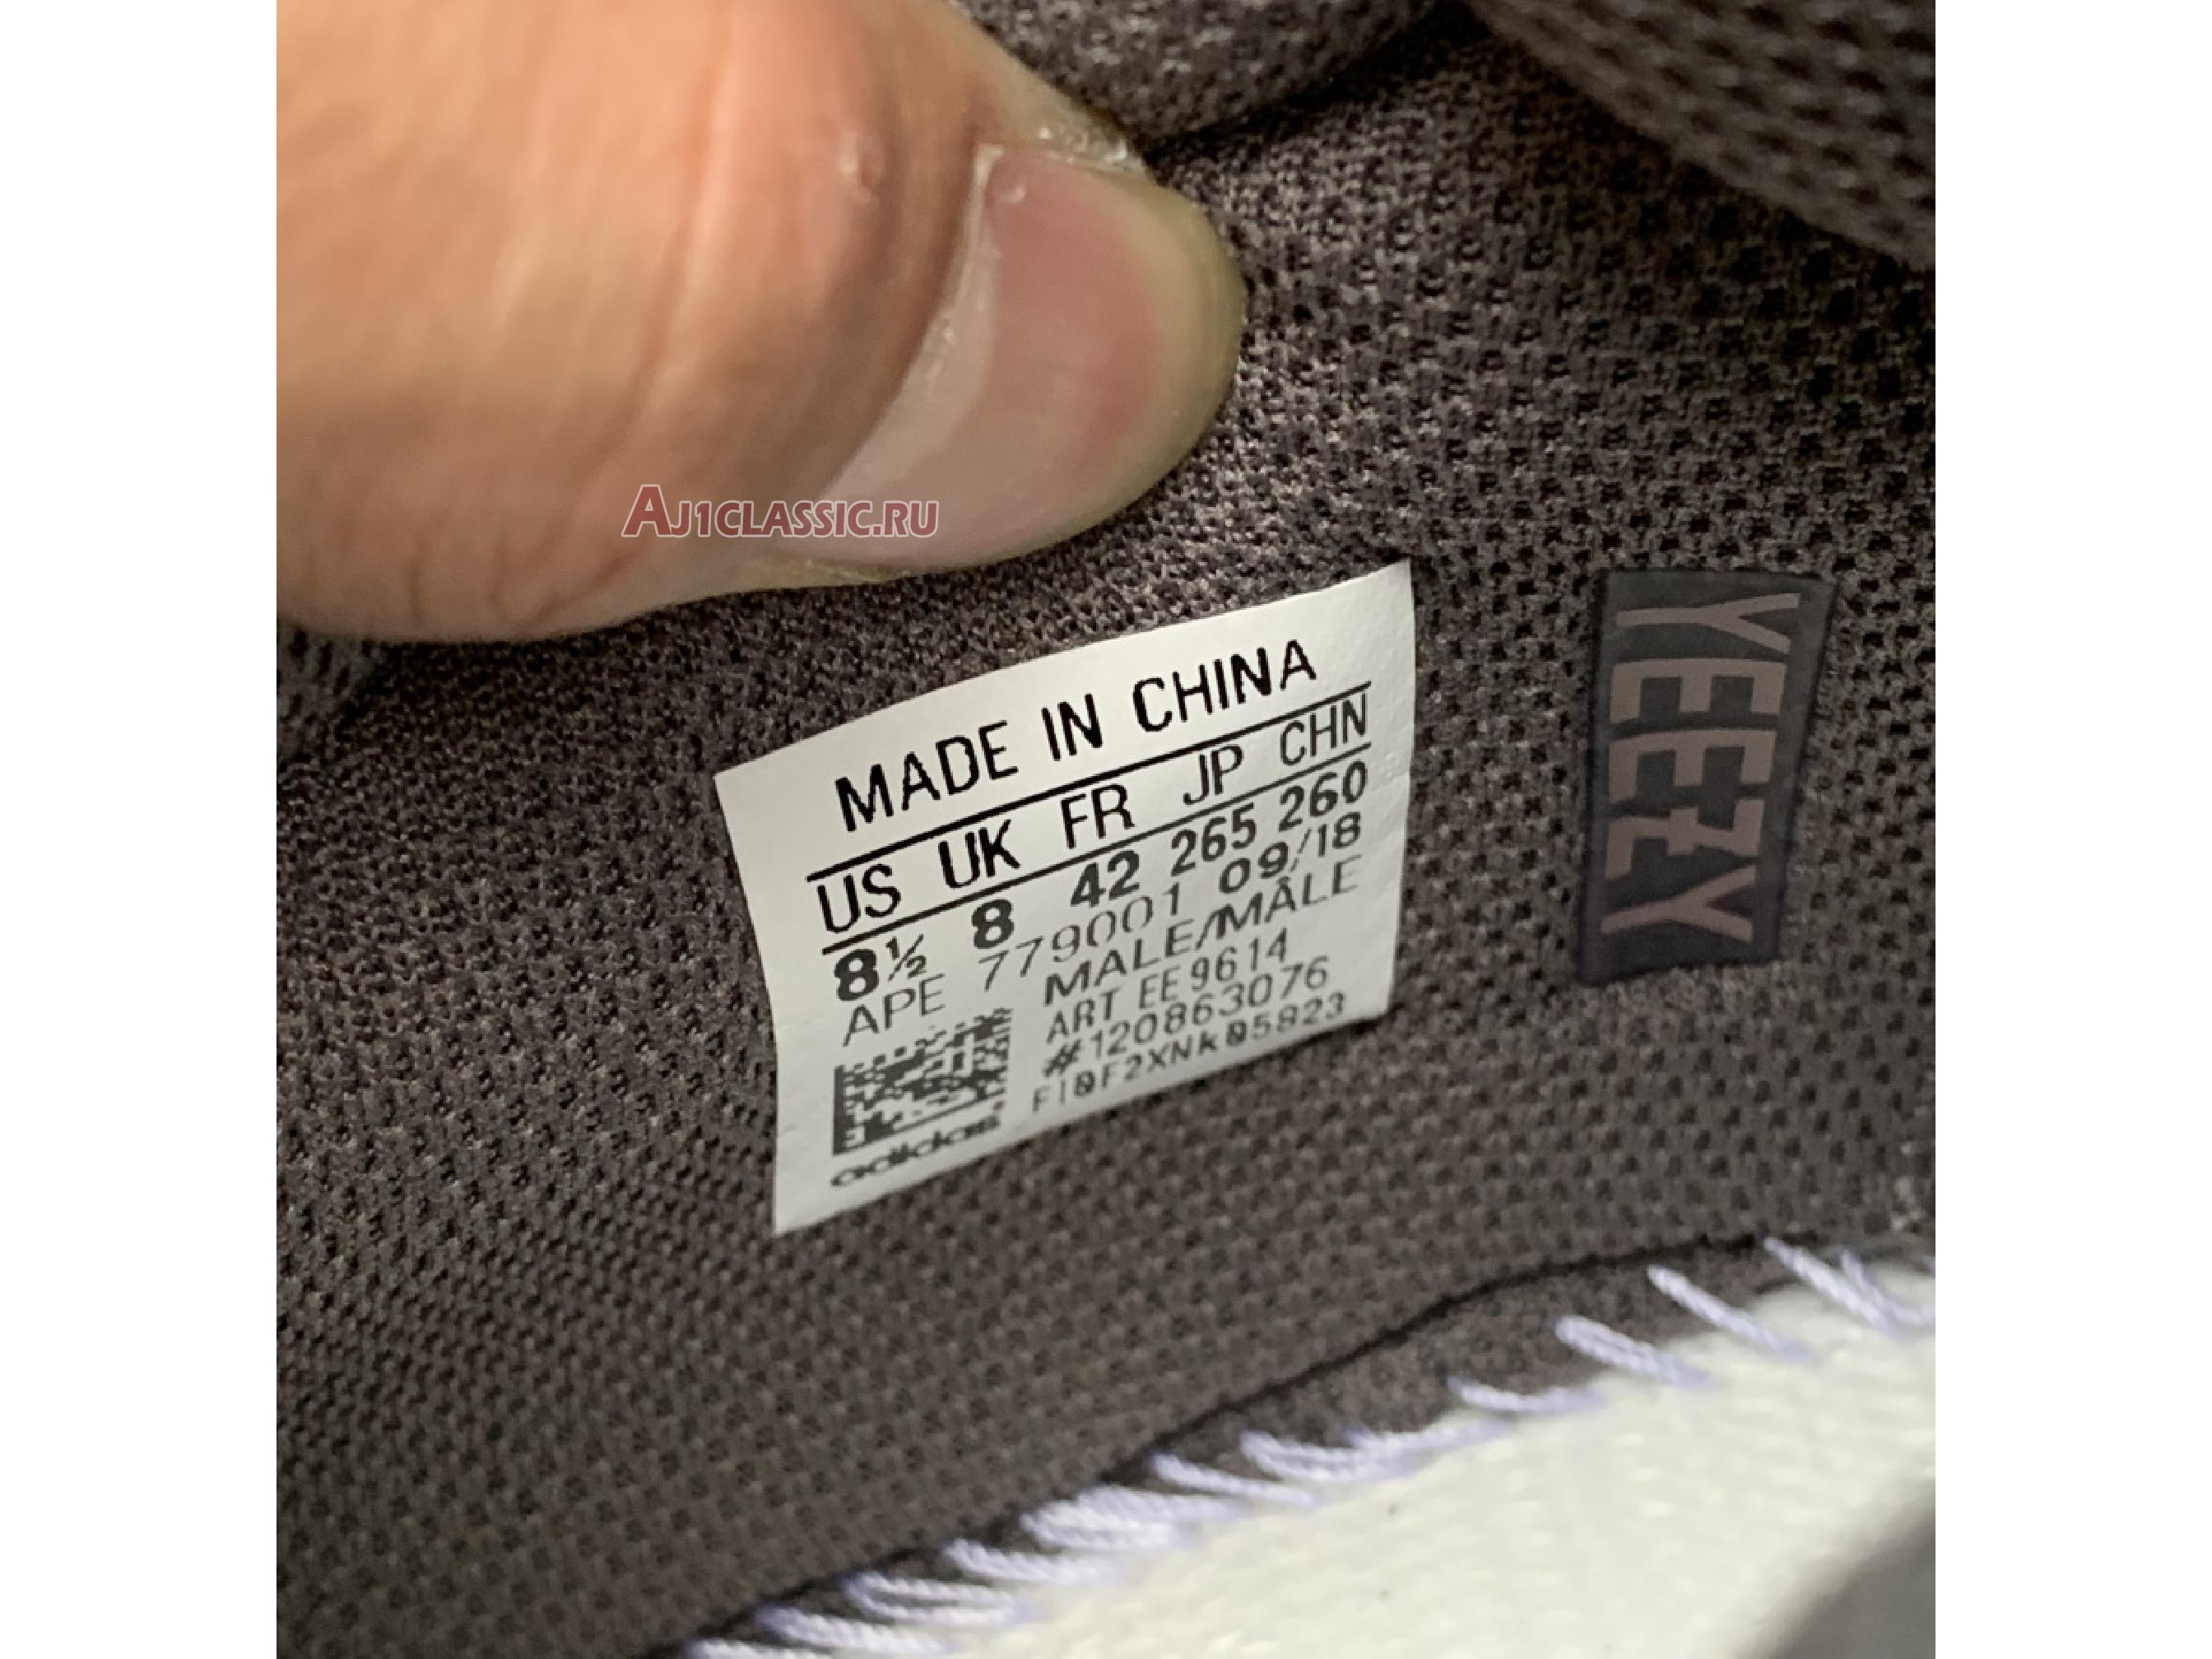 AJ1CLASSIC.RU
MADE IN CHINA
US UK FR JP CHN
8½ 8 42 265 260
APE 779001 09/18
MALE/MÂLE
ART EE9614
#120863076
adidas
YEEZY